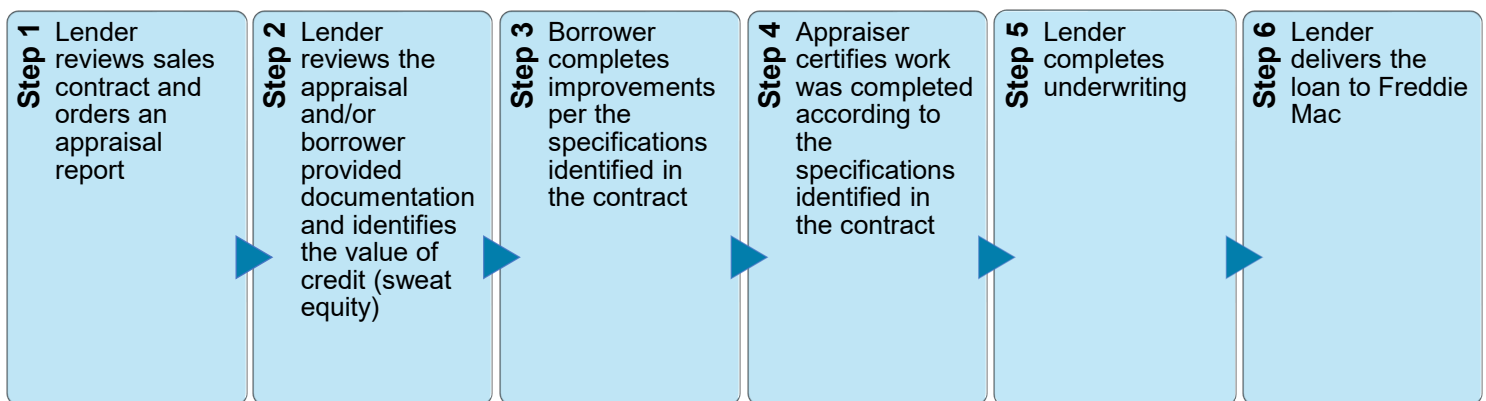 Step 1
Lender
reviews sales
contract and
orders an
appraisal
report
Step 2
Lender
reviews the
appraisal
and/or
borrower
provided
documentation
and identifies
the value of
credit (sweat
equity)
Step 3
Borrower
completes
improvements
per the
specifications
identified in
the contract
Step 4
Appraiser
certifies work
was completed
according to
the
specifications
identified in
the contract
Step 5
Lender
completes
underwriting
Step 6
Lender
delivers the
loan to Freddie
Mac